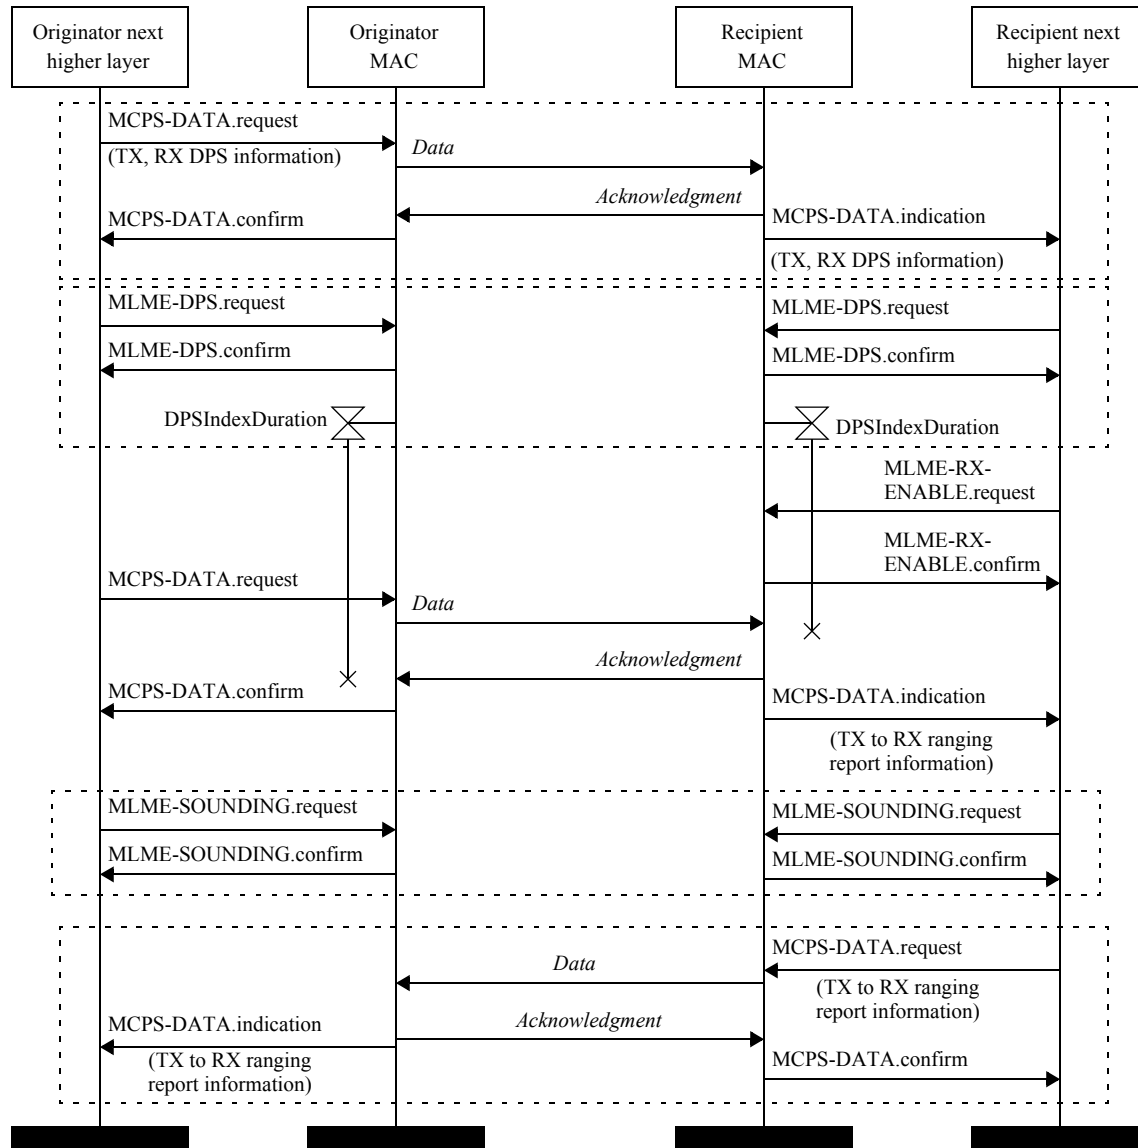 Originator next
higher layer
Originator
MAC
Recipient
MAC
Recipient next
higher layer
MCPS-DATA.request
(TX, RX DPS information)
Data
Acknowledgment
MCPS-DATA.confirm
MCPS-DATA.indication
(TX, RX DPS information)
MLME-DPS.request
MLME-DPS.request
MLME-DPS.confirm
MLME-DPS.confirm
DPSIndexDuration
DPSIndexDuration
MLME-RX-
ENABLE.request
MLME-RX-
ENABLE.confirm
MCPS-DATA.request
Data
Acknowledgment
MCPS-DATA.confirm
MCPS-DATA.indication
(TX to RX ranging
report information)
MLME-SOUNDING.request
MLME-SOUNDING.request
MLME-SOUNDING.confirm
MLME-SOUNDING.confirm
MCPS-DATA.request
Data
(TX to RX ranging
report information)
Acknowledgment
MCPS-DATA.indication
(TX to RX ranging
report information)
MCPS-DATA.confirm